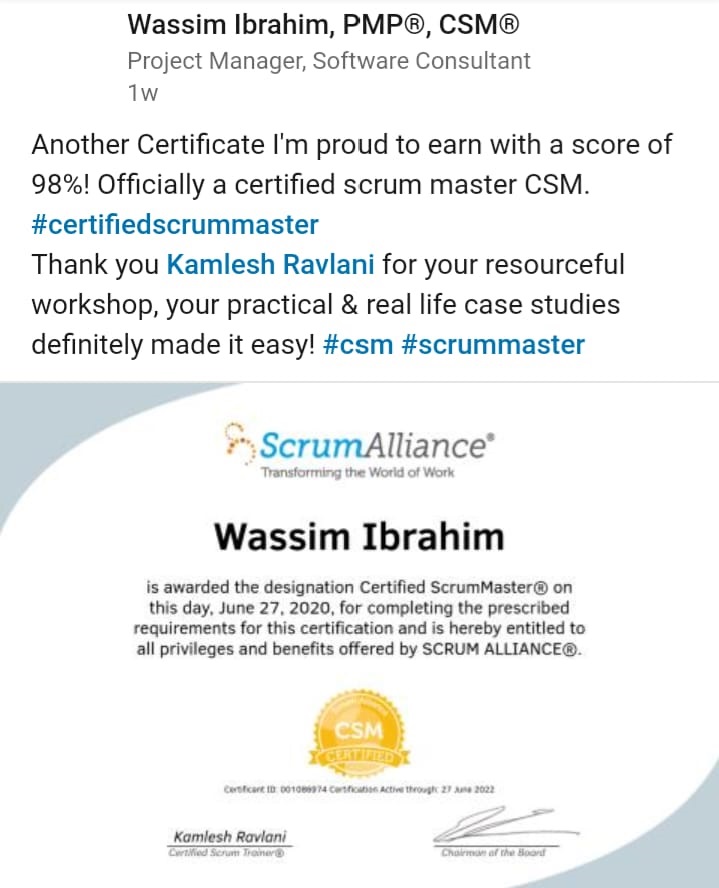 Wassim Ibrahim, PMP®, CSM®
Project Manager, Software Consultant
1w
Another Certificate I'm proud to earn with a score of
98%! Officially a certified scrum master CSM.
#certifiedscrummaster
Thank you Kamlesh Ravlani for your resourceful
workshop, your practical & real life case studies
definitely made it easy! #csm #scrummaster
ScrumAlliance®
Transforming the World of Work
Wassim Ibrahim
is awarded the designation Certified ScrumMaster® on
this day, June 27, 2020, for completing the prescribed
requirements for this certification and is hereby entitled to
all privileges and benefits offered by SCRUM ALLIANCE®.
CSM
CERTIFIED
Certificant ID: 001086974 Certification Active through: 27 June 2022
Kamlesh Ravlani
Certified Scrum Trainer®
Chairman of the Board